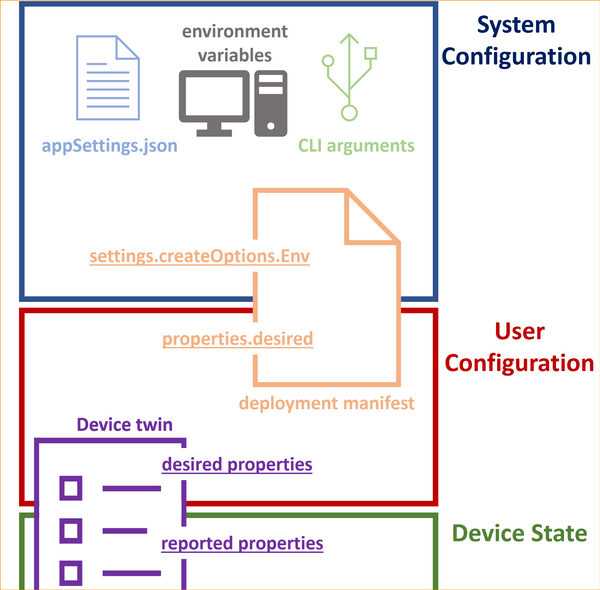 System
Configuration
environment
variables
appSettings.json
CLI arguments
settings.createOptions.Env
properties.desired
deployment manifest
User
Configuration
Device twin
desired properties
reported properties
Device State